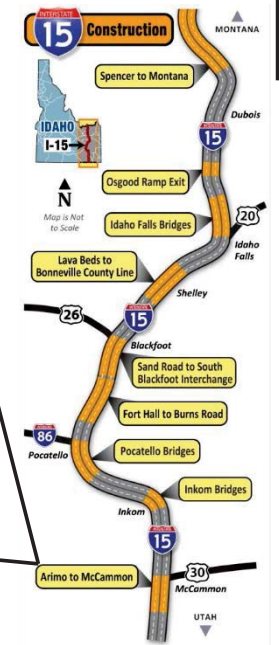 INTERSTATE
15 Construction
MONTANA
Spencer to Montana
Dubois
15
IDAHO
I-15
Osgood Ramp Exit
N
Map is Not
to Scale
20
Idaho Falls Bridges
Idaho
Falls
Lava Beds to
Bonneville County Line
Shelley
26
15
Blackfoot
Sand Road to South
Blackfoot Interchange
Fort Hall to Burns Road
86
Pocatello
Pocatello Bridges
Inkom Bridges
Inkom
15
Arimo to McCammon
30
McCammon
UTAH